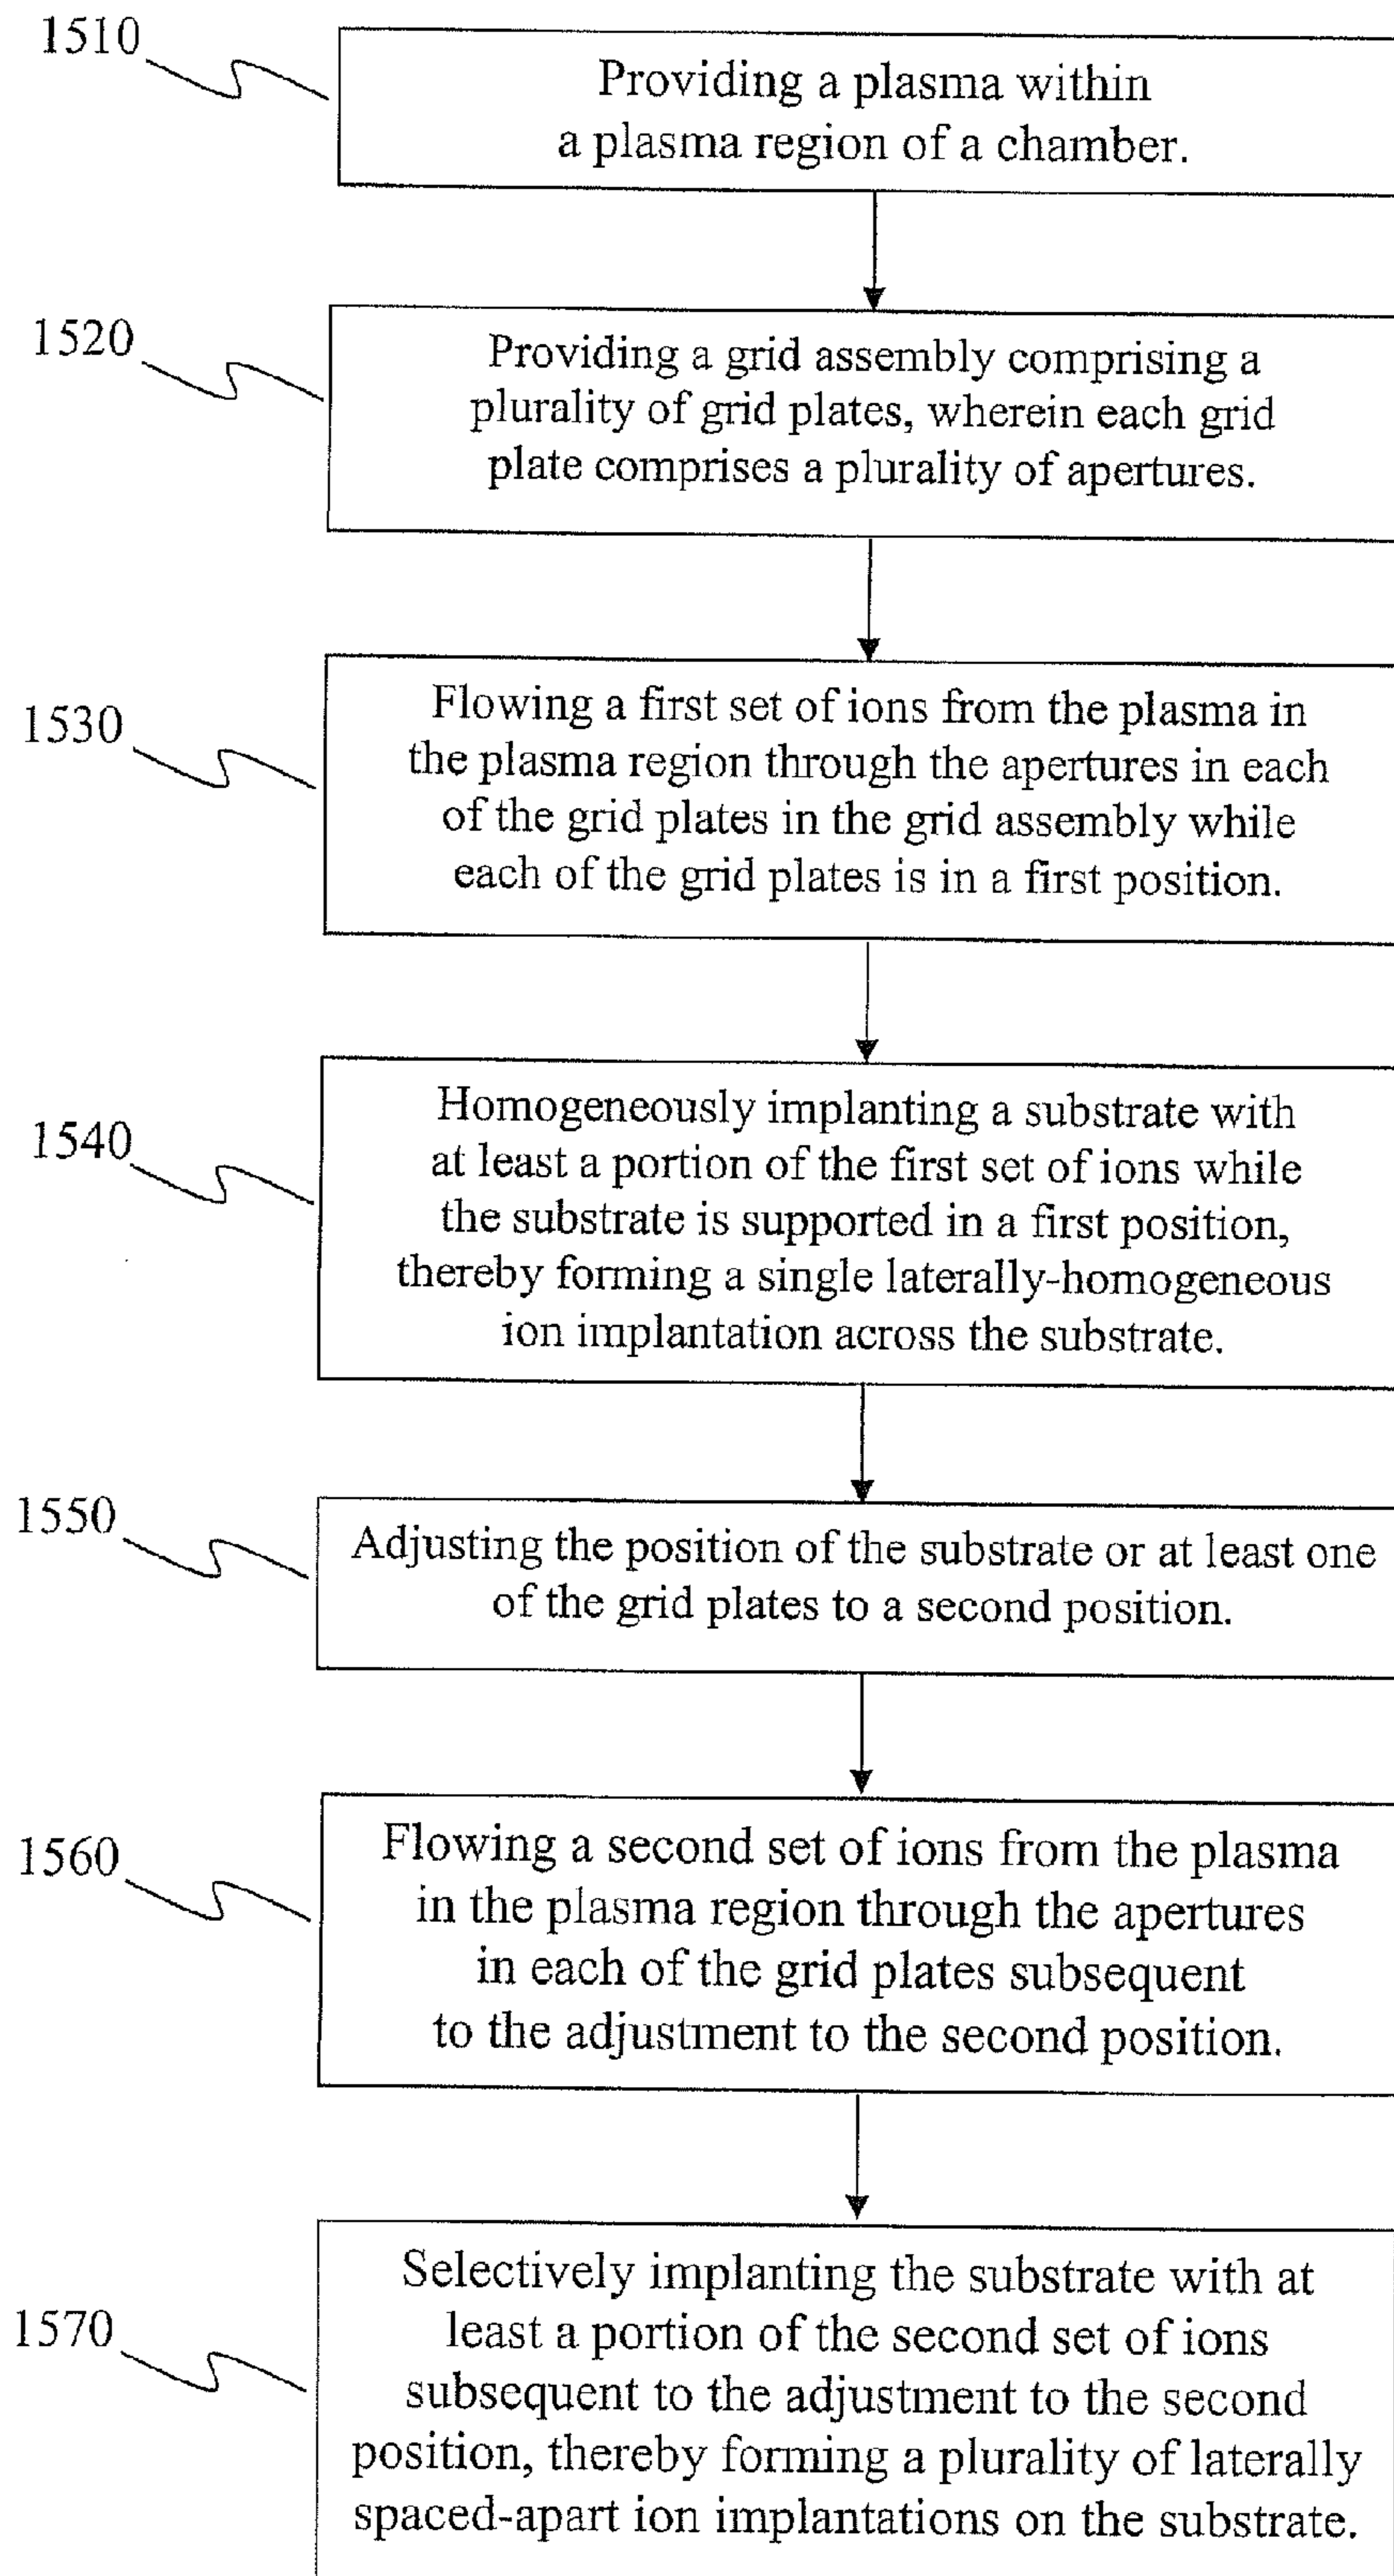 1510
Providing a plasma within
a plasma region of a chamber.
1520
Providing a grid assembly comprising a
plurality of grid plates, wherein each grid
plate comprises a plurality of apertures.
1530
Flowing a first set of ions from the plasma in
the plasma region through the apertures in each
of the grid plates in the grid assembly while
each of the grid plates is in a first position.
1540
Homogeneously implanting a substrate with
at least a portion of the first set of ions while
the substrate is supported in a first position,
thereby forming a single laterally-homogeneous
ion implantation across the substrate.
1550
Adjusting the position of the substrate or at least one
of the grid plates to a second position.
1560
Flowing a second set of ions from the plasma
in the plasma region through the apertures
in each of the grid plates subsequent
to the adjustment to the second position.
1570
Selectively implanting the substrate with at
least a portion of the second set of ions
subsequent to the adjustment to the second
position, thereby forming a plurality of laterally
spaced-apart ion implantations on the substrate.